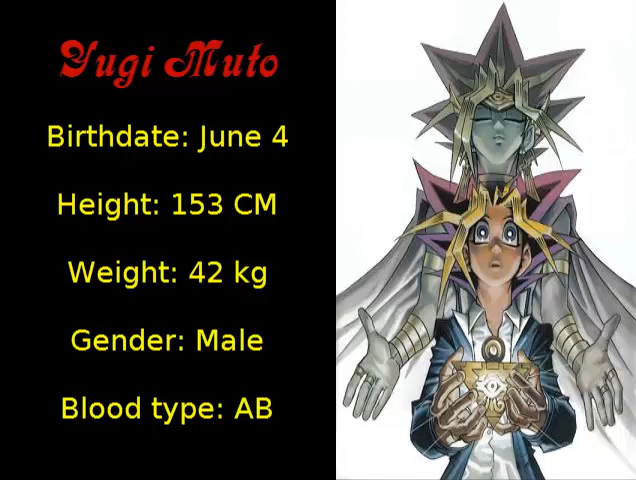 Yugi Muto
Birthdate: June 4
Height: 153 CM
Weight: 42 kg
Gender: Male
Blood type: AB